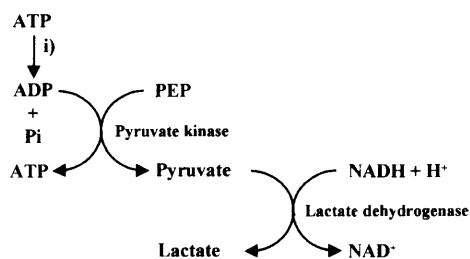 ATP
i)
ADP PEP
+
Pi Pyruvate kinase
ATP Pyruvate NADH + H⁺
Lactate dehydrogenase
Lactate NAD⁺